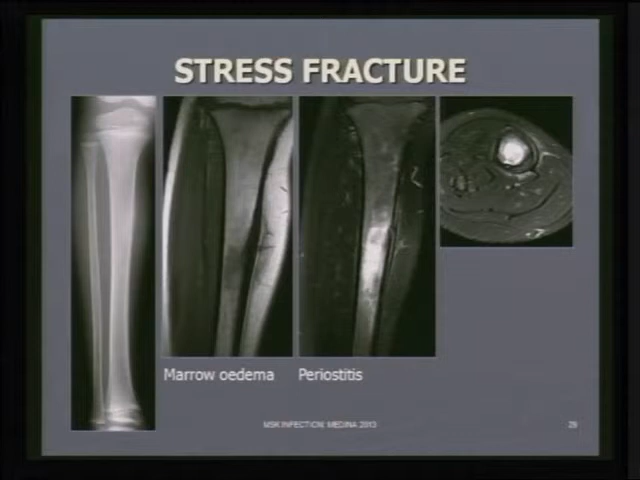 STRESS FRACTURE
Marrow oedema
Periostitis
MSK INFECTION: MEDINA 2013
29